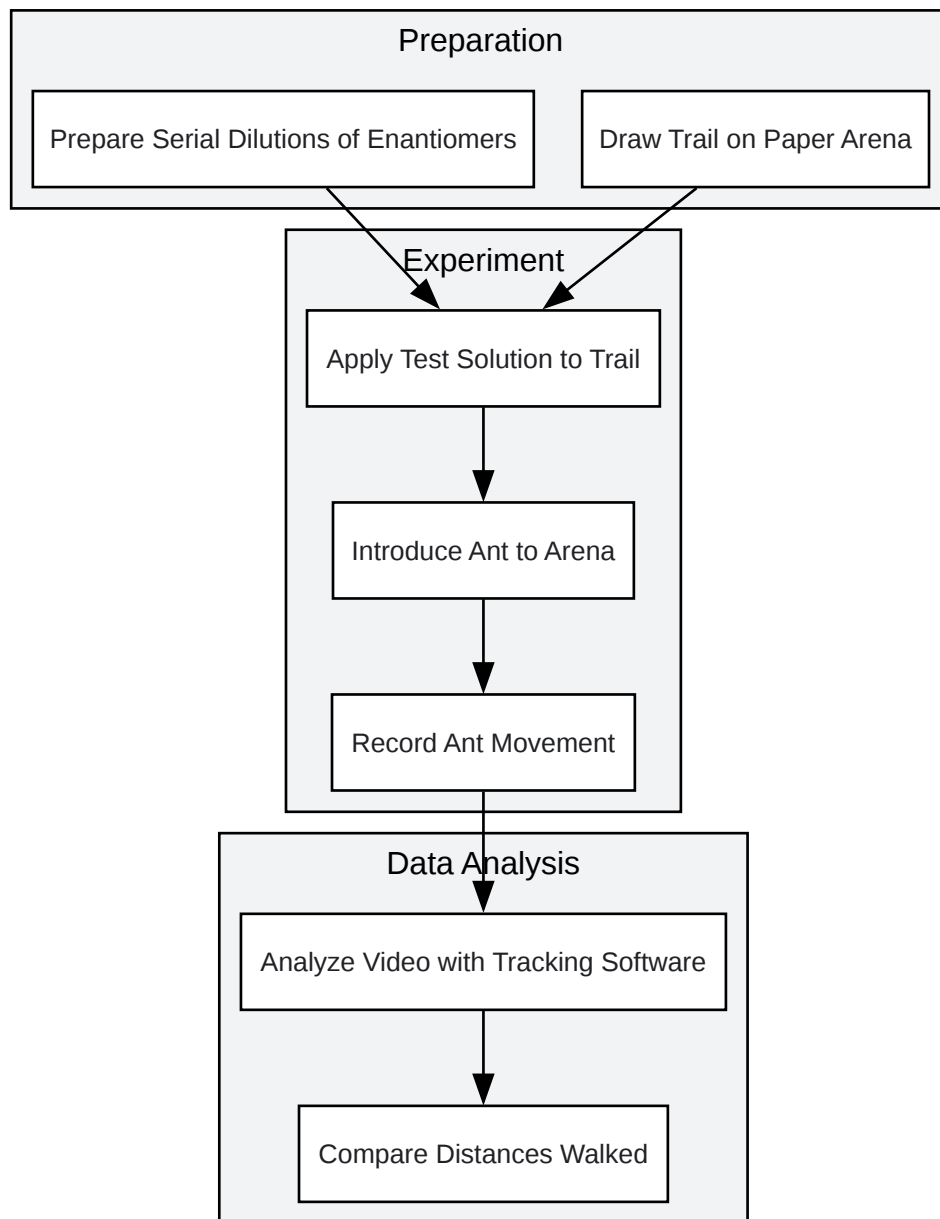 Preparation
Prepare Serial Dilutions of Enantiomers
Draw Trail on Paper Arena
Experiment
Apply Test Solution to Trail
Introduce Ant to Arena
Record Ant Movement
Data Analysis
Analyze Video with Tracking Software
Compare Distances Walked